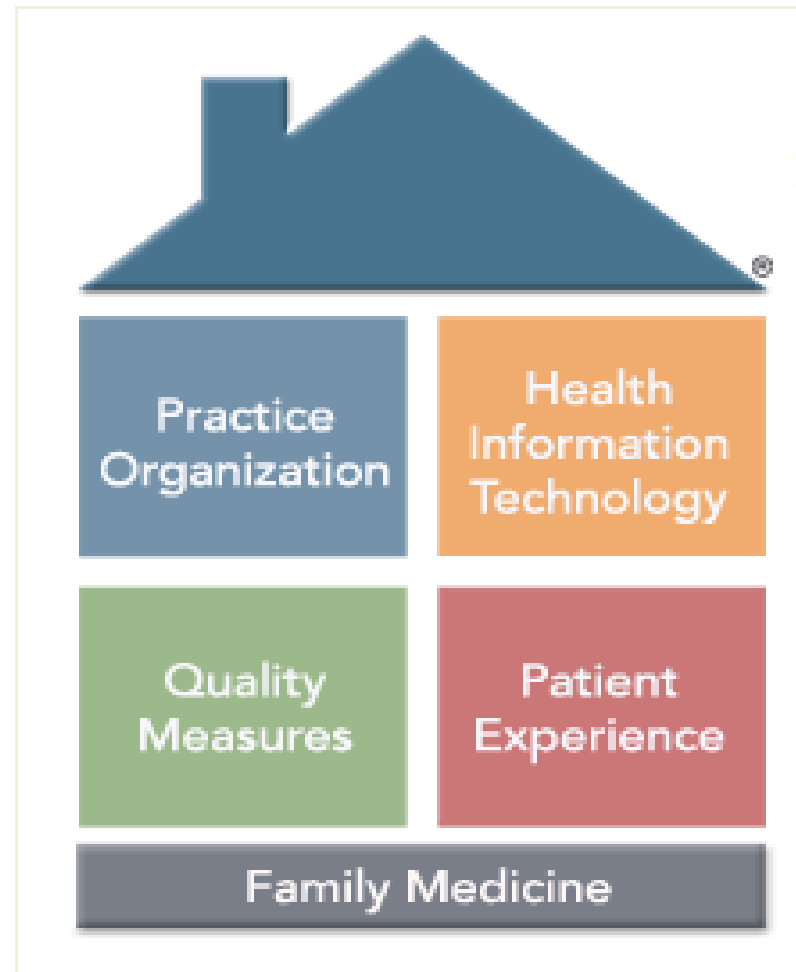 ®
Practice
Organization
Health
Information
Technology
Quality
Measures
Patient
Experience
Family Medicine